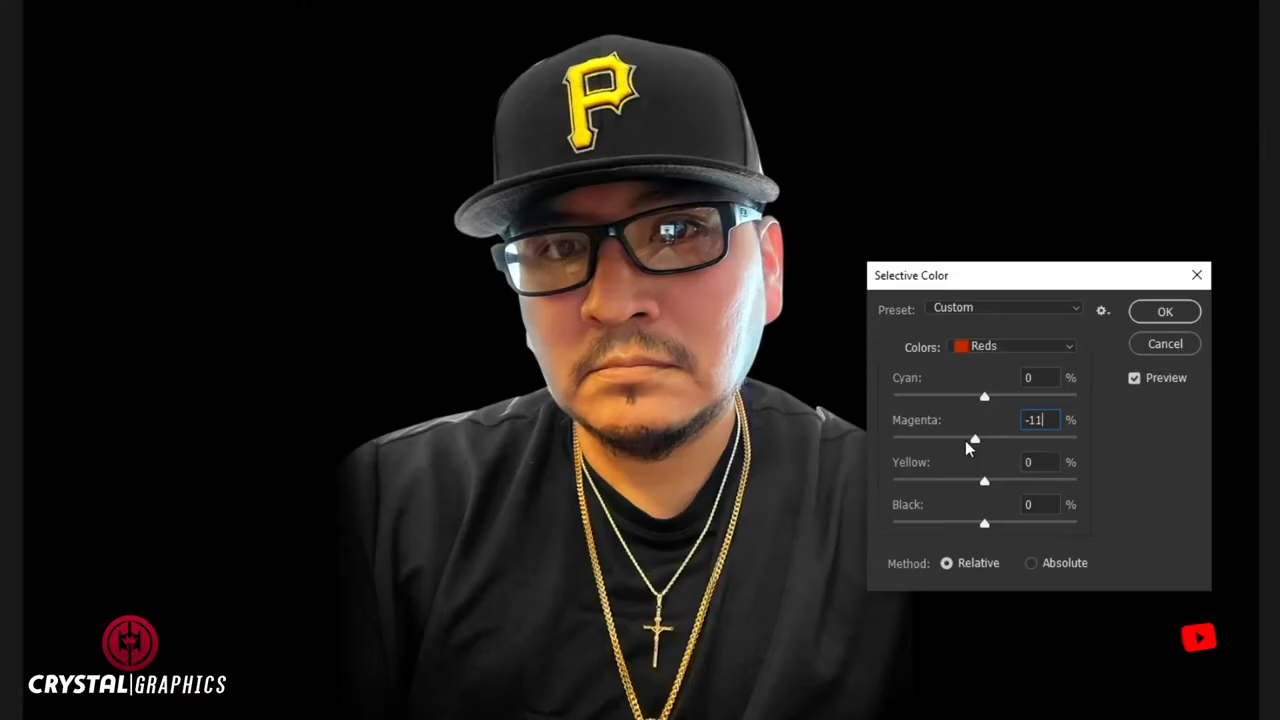 P
Selective Color
Preset: Custom
OK
Colors: Reds
Cancel
Cyan: 0 %
Preview
Magenta: -11 %
Yellow: 0 %
Black: 0 %
Method: Relative Absolute
CRYSTAL|GRAPHICS